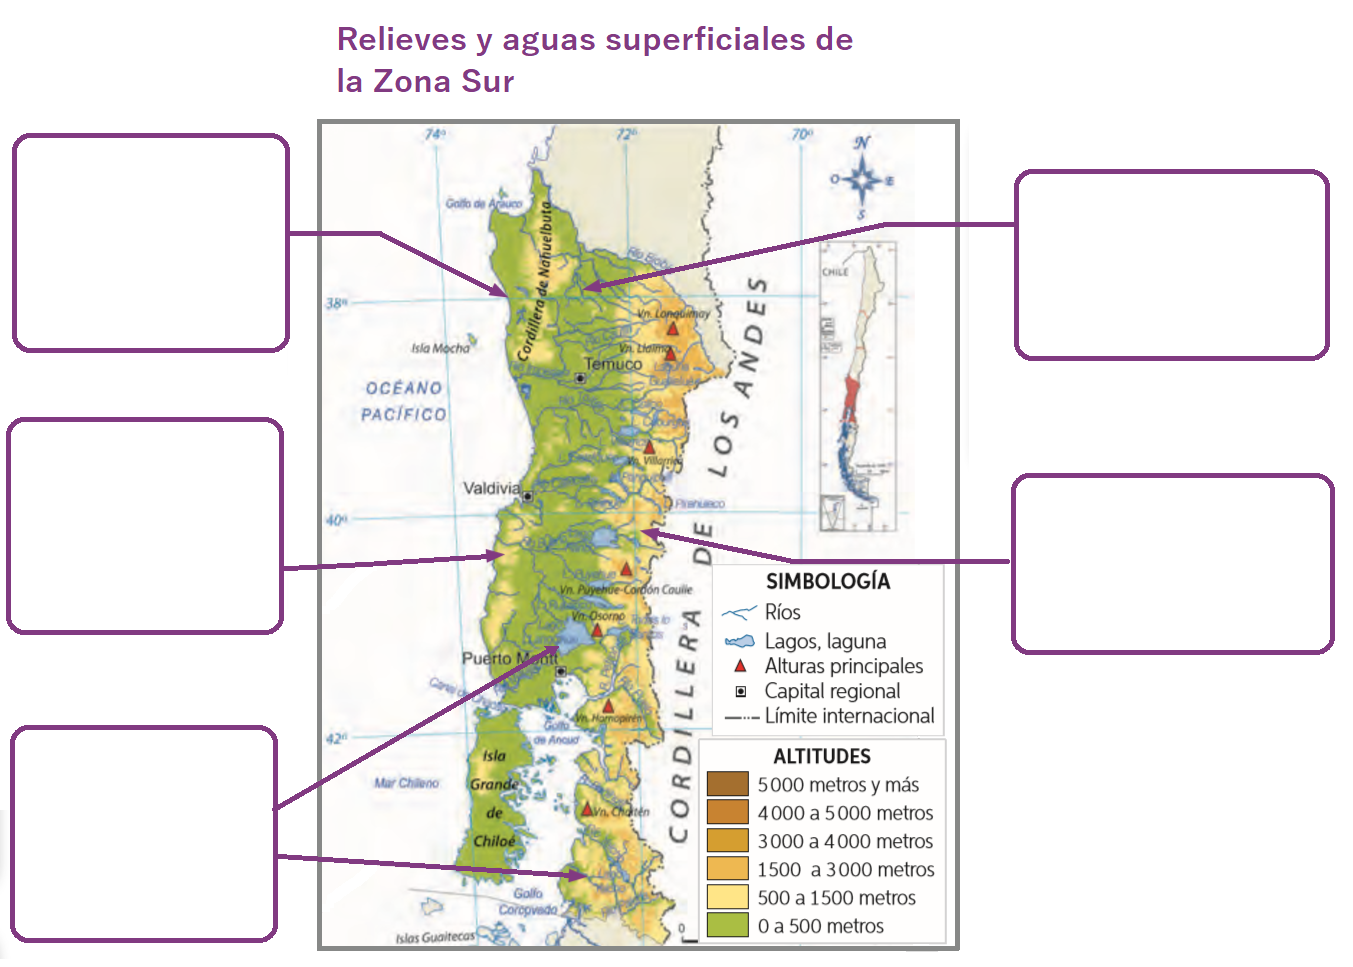 Relieves y aguas superficiales de
la Zona Sur
74°
72°
70°
N
O
E
S
Golfo de Arauco
Cordillera de Nahuelbuta
Río Biobío
CHILE
38°
Vn. Lonquimay
Isla Mocha
Vn. Llaima
Temuco
Laguna
OCÉANO
PACÍFICO
CORDILLERA DE LOS ANDES
Vn. Villarrica
Valdivia
Pirehueico
40°
Vn. Puyehue-Cordón Caulle
Vn. Osorno
Puerto Montt
Vn. Hornopirén
Golfo
de Ancud
42°
Isla
Grande
de
Chiloé
Mar Chileno
Vn. Chaitén
Golfo
Corcovado
Islas Guaitecas
0
SIMBOLOGÍA
Ríos
Lagos, laguna
Alturas principales
Capital regional
Límite internacional
ALTITUDES
5 000 metros y más
4 000 a 5 000 metros
3 000 a 4 000 metros
1500 a 3 000 metros
500 a 1500 metros
0 a 500 metros